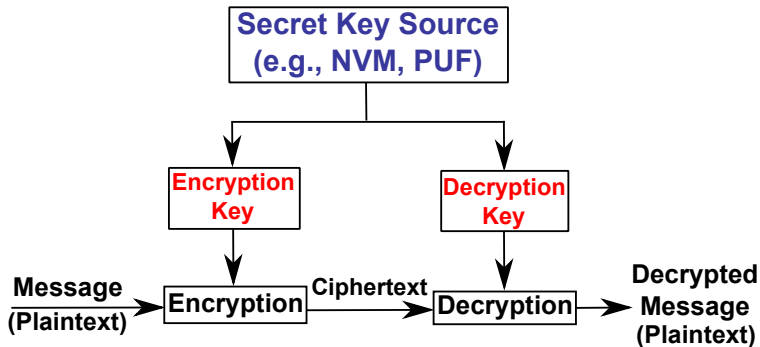 Secret Key Source
(e.g., NVM, PUF)
Encryption
Key
Decryption
Key
Message
(Plaintext)
Encryption
Ciphertext
Decryption
Decrypted
Message
(Plaintext)